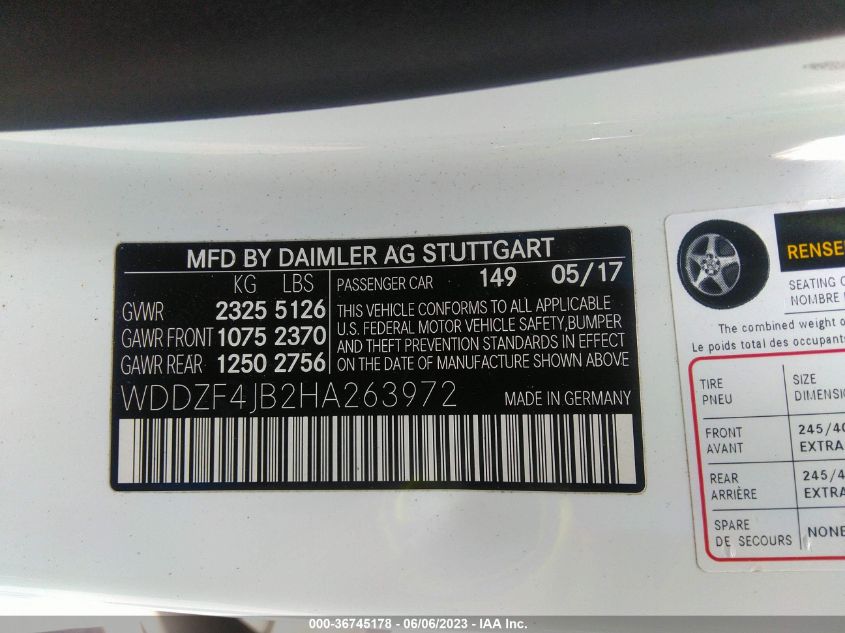 MFD BY DAIMLER AG STUTTGART
KG LBS
GVWR 2325 5126
GAWR FRONT 1075 2370
GAWR REAR 1250 2756
PASSENGER CAR 149 05/17
THIS VEHICLE CONFORMS TO ALL APPLICABLE
U.S. FEDERAL MOTOR VEHICLE SAFETY,BUMPER
AND THEFT PREVENTION STANDARDS IN EFFECT
ON THE DATE OF MANUFACTURE SHOWN ABOVE
WDDZF4JB2HA263972 MADE IN GERMANY
RENSE
SEATING
NOMBRE
The combined weight o
Le poids total des occupant
TIRE SIZE
PNEU DIMENSI
FRONT 245/40
AVANT EXTRA
REAR 245/4
ARRIÈRE EXTRA
SPARE NONE
DE SECOURS
000-36745178 - 06/06/2023 - IAA Inc.